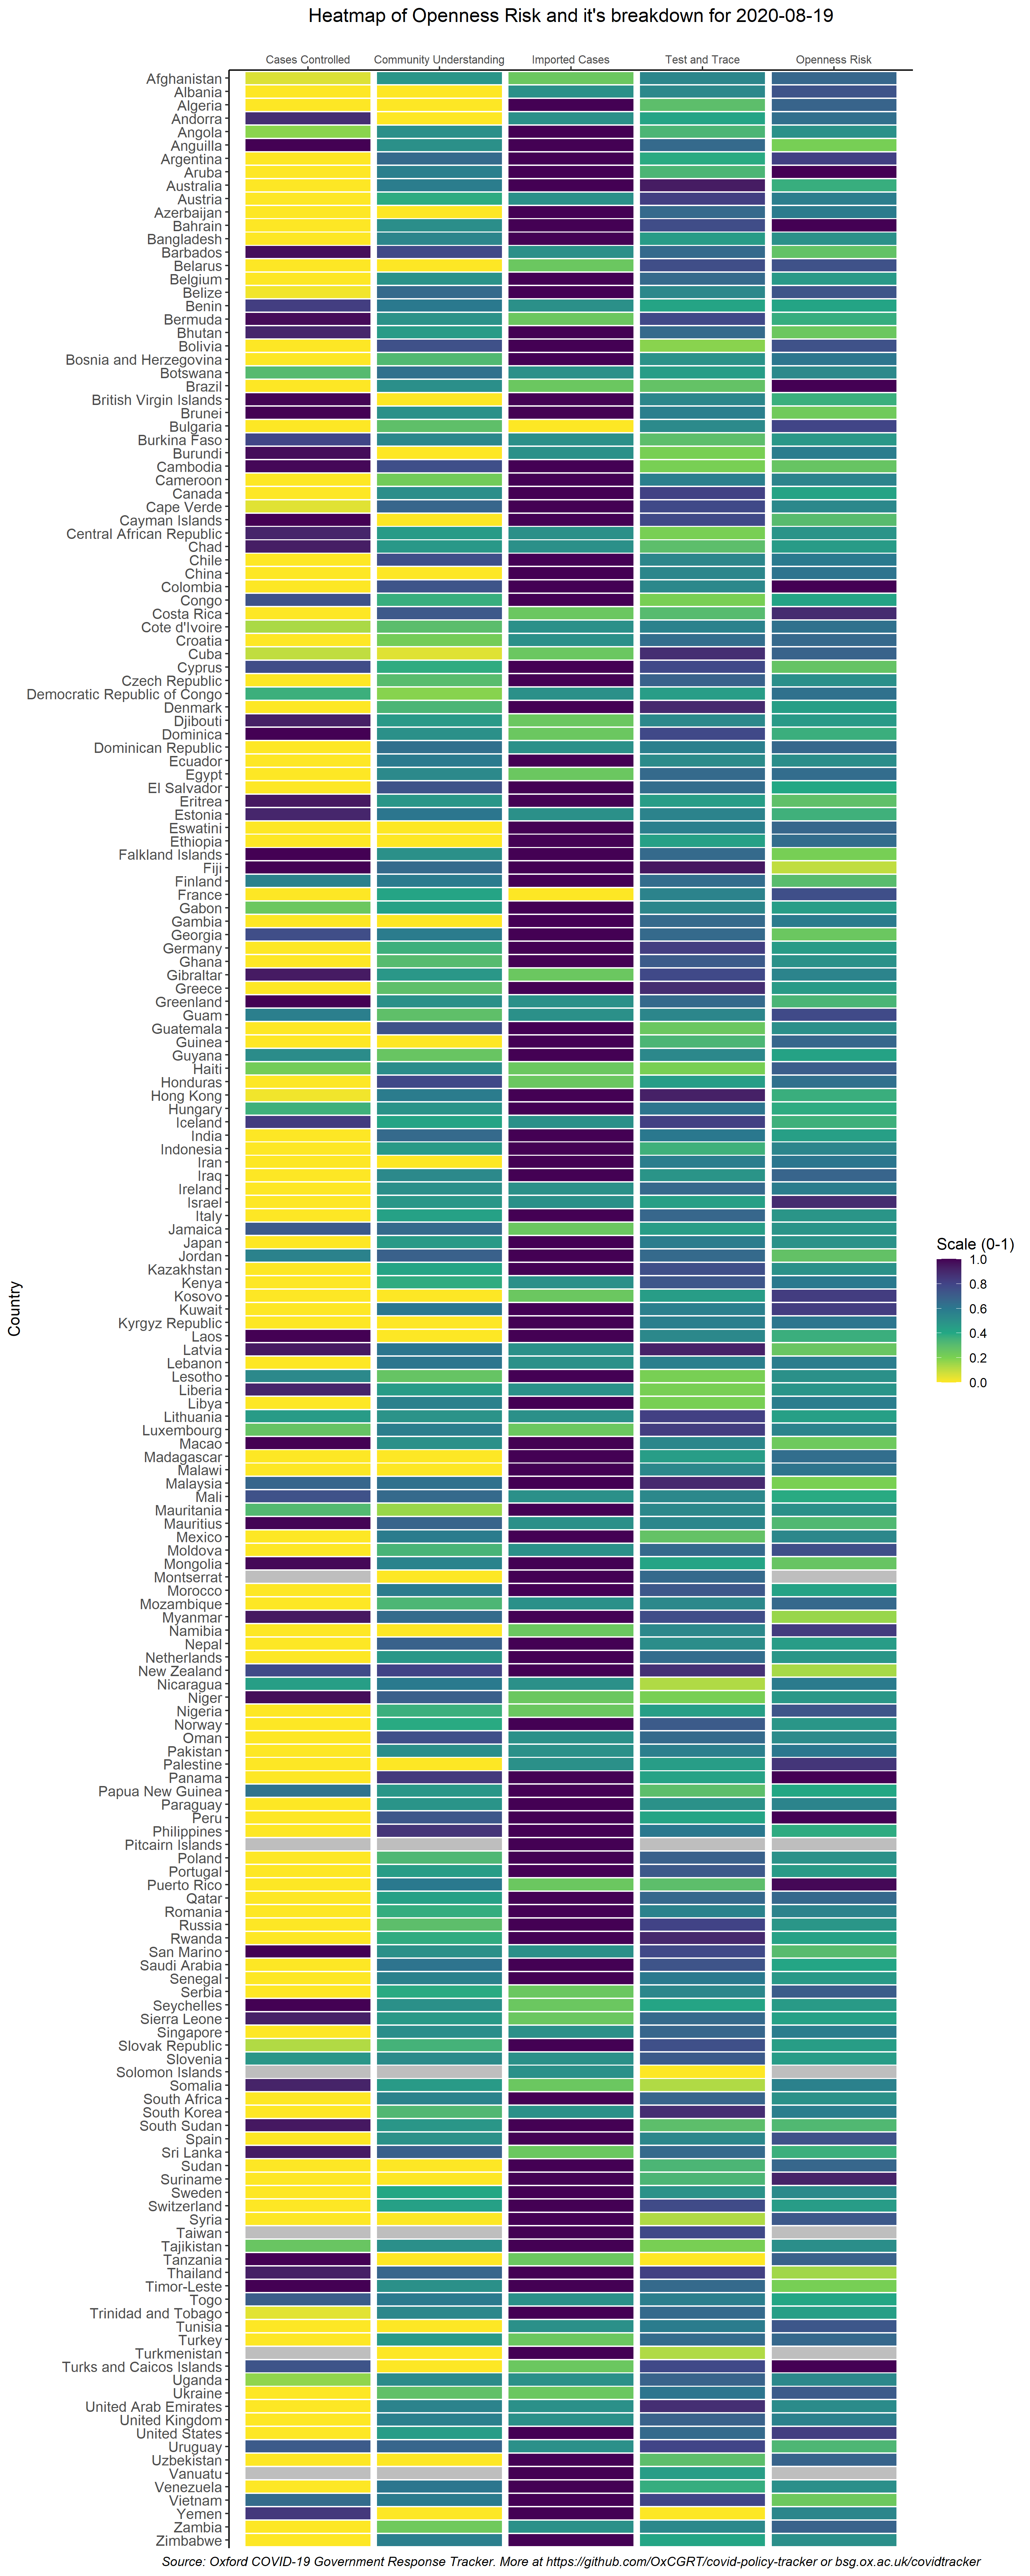 Heatmap of Openness Risk and it's breakdown for 2020-08-19
Cases Controlled Community Understanding Imported Cases Test and Trace Openness Risk
Afghanistan
Albania
Algeria
Andorra
Angola
Anguilla
Argentina
Aruba
Australia
Austria
Azerbaijan
Bahrain
Bangladesh
Barbados
Belarus
Belgium
Belize
Benin
Bermuda
Bhutan
Bolivia
Bosnia and Herzegovina
Botswana
Brazil
British Virgin Islands
Brunei
Bulgaria
Burkina Faso
Burundi
Cambodia
Cameroon
Canada
Cape Verde
Cayman Islands
Central African Republic
Chad
Chile
China
Colombia
Congo
Costa Rica
Cote d'Ivoire
Croatia
Cuba
Cyprus
Czech Republic
Democratic Republic of Congo
Denmark
Djibouti
Dominica
Dominican Republic
Ecuador
Egypt
El Salvador
Eritrea
Estonia
Eswatini
Ethiopia
Falkland Islands
Fiji
Finland
France
Gabon
Gambia
Georgia
Germany
Ghana
Gibraltar
Greece
Greenland
Guam
Guatemala
Guinea
Guyana
Haiti
Honduras
Hong Kong
Hungary
Iceland
India
Indonesia
Iran
Iraq
Ireland
Israel
Italy
Jamaica
Japan
Jordan
Kazakhstan
Kenya
Kosovo
Kuwait
Kyrgyz Republic
Laos
Latvia
Lebanon
Lesotho
Liberia
Libya
Lithuania
Luxembourg
Macao
Madagascar
Malawi
Malaysia
Mali
Mauritania
Mauritius
Mexico
Moldova
Mongolia
Montserrat
Morocco
Mozambique
Myanmar
Namibia
Nepal
Netherlands
New Zealand
Nicaragua
Niger
Nigeria
Norway
Oman
Pakistan
Palestine
Panama
Papua New Guinea
Paraguay
Peru
Philippines
Pitcairn Islands
Poland
Portugal
Puerto Rico
Qatar
Romania
Russia
Rwanda
San Marino
Saudi Arabia
Senegal
Serbia
Seychelles
Sierra Leone
Singapore
Slovak Republic
Slovenia
Solomon Islands
Somalia
South Africa
South Korea
South Sudan
Spain
Sri Lanka
Sudan
Suriname
Sweden
Switzerland
Syria
Taiwan
Tajikistan
Tanzania
Thailand
Timor-Leste
Togo
Trinidad and Tobago
Tunisia
Turkey
Turkmenistan
Turks and Caicos Islands
Uganda
Ukraine
United Arab Emirates
United Kingdom
United States
Uruguay
Uzbekistan
Vanuatu
Venezuela
Vietnam
Yemen
Zambia
Zimbabwe
Country
Scale (0-1)
1.0
0.8
0.6
0.4
0.2
0.0
Source: Oxford COVID-19 Government Response Tracker. More at https://github.com/OxCGRT/covid-policy-tracker or bsg.ox.ac.uk/covidtracker